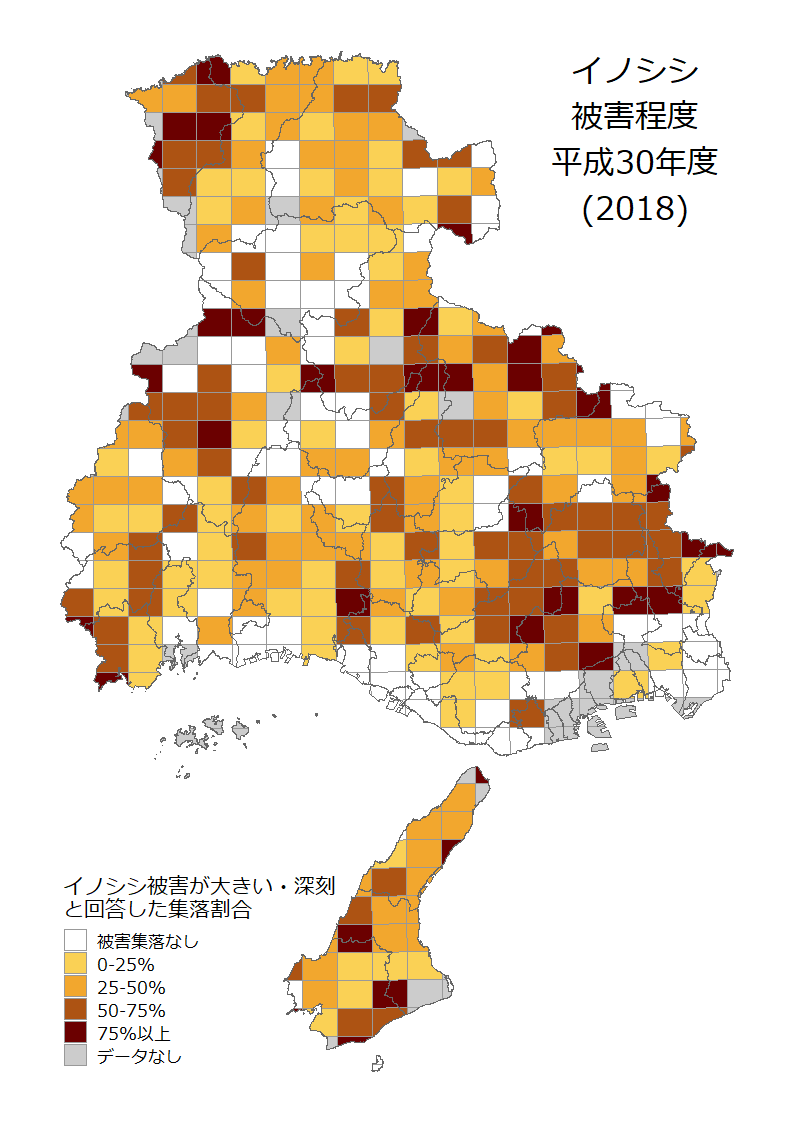 イノシシ
被害程度
平成30年度
(2018)
イノシシ被害が大きい・深刻
と回答した集落割合
被害集落なし
0-25%
25-50%
50-75%
75%以上
データなし